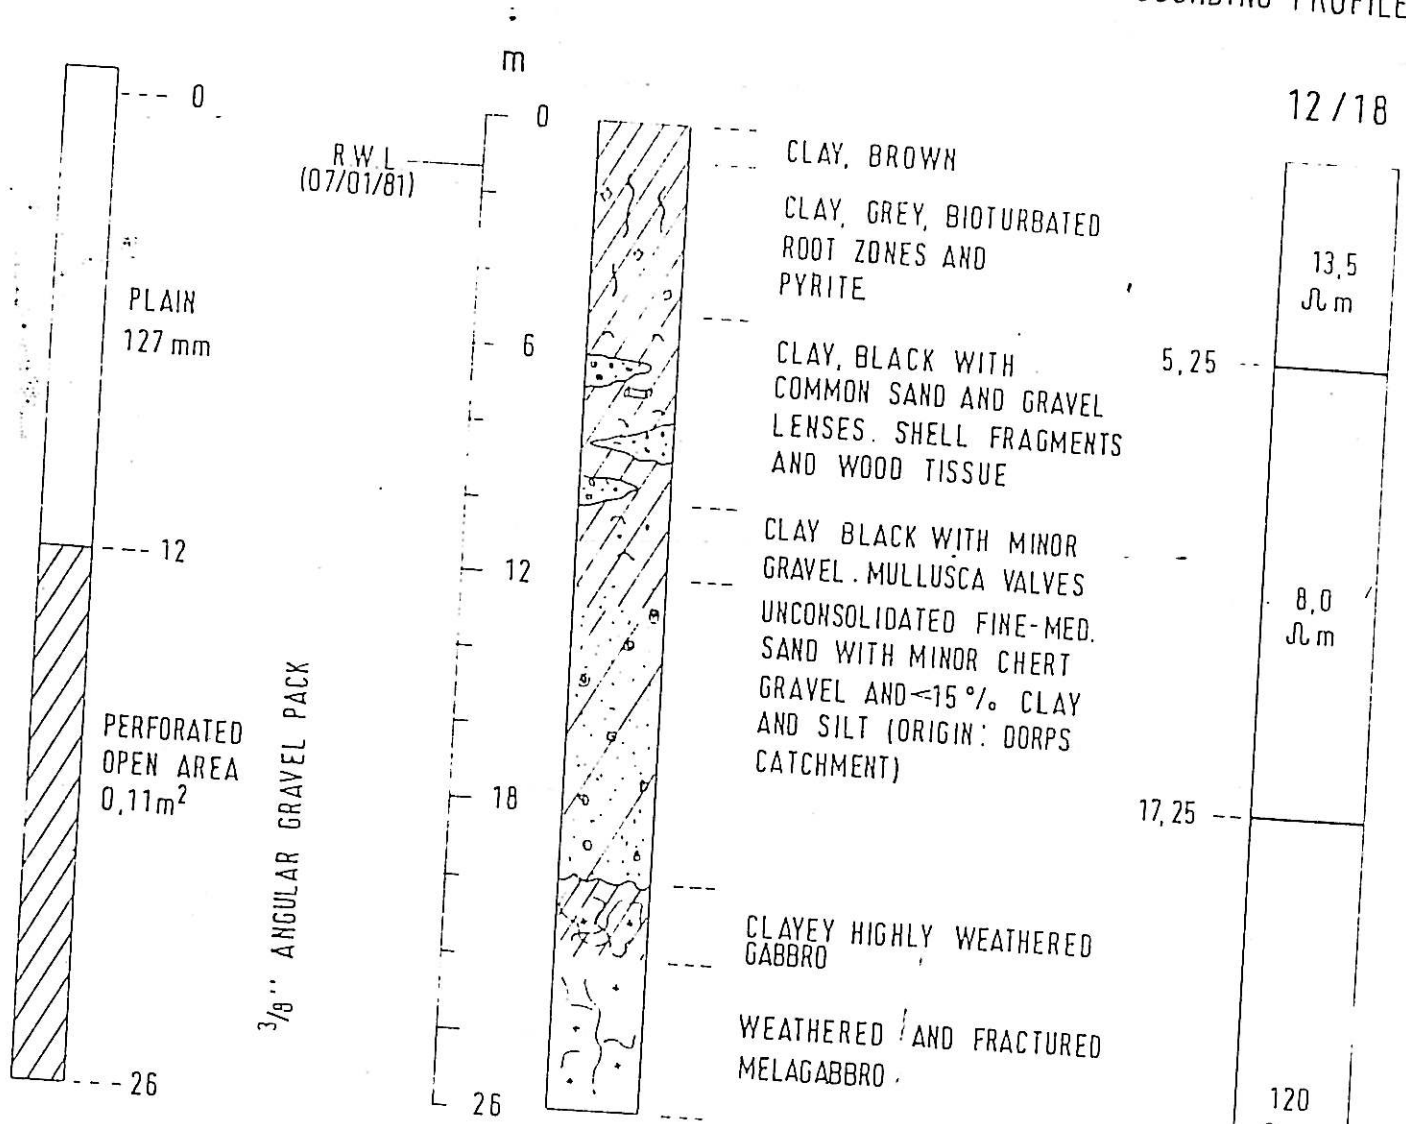 PROFILE
m
12/18
0
PLAIN
127 mm
12
PERFORATED
OPEN AREA
0,11m²
26
3/8'' ANGULAR GRAVEL PACK
R.W.L
(07/01/81)
0
6
12
18
26
CLAY, BROWN
CLAY, GREY, BIOTURBATED
ROOT ZONES AND
PYRITE
CLAY, BLACK WITH
COMMON SAND AND GRAVEL
LENSES. SHELL FRAGMENTS
AND WOOD TISSUE
CLAY BLACK WITH MINOR
GRAVEL. MULLUSCA VALVES
UNCONSOLIDATED FINE-MED.
SAND WITH MINOR CHERT
GRAVEL AND <15% CLAY
AND SILT (ORIGIN: DORPS
CATCHMENT)
CLAYEY HIGHLY WEATHERED
GABBRO
WEATHERED AND FRACTURED
MELAGABBRO.
13,5
Ωm
5,25
8,0
Ωm
17,25
120